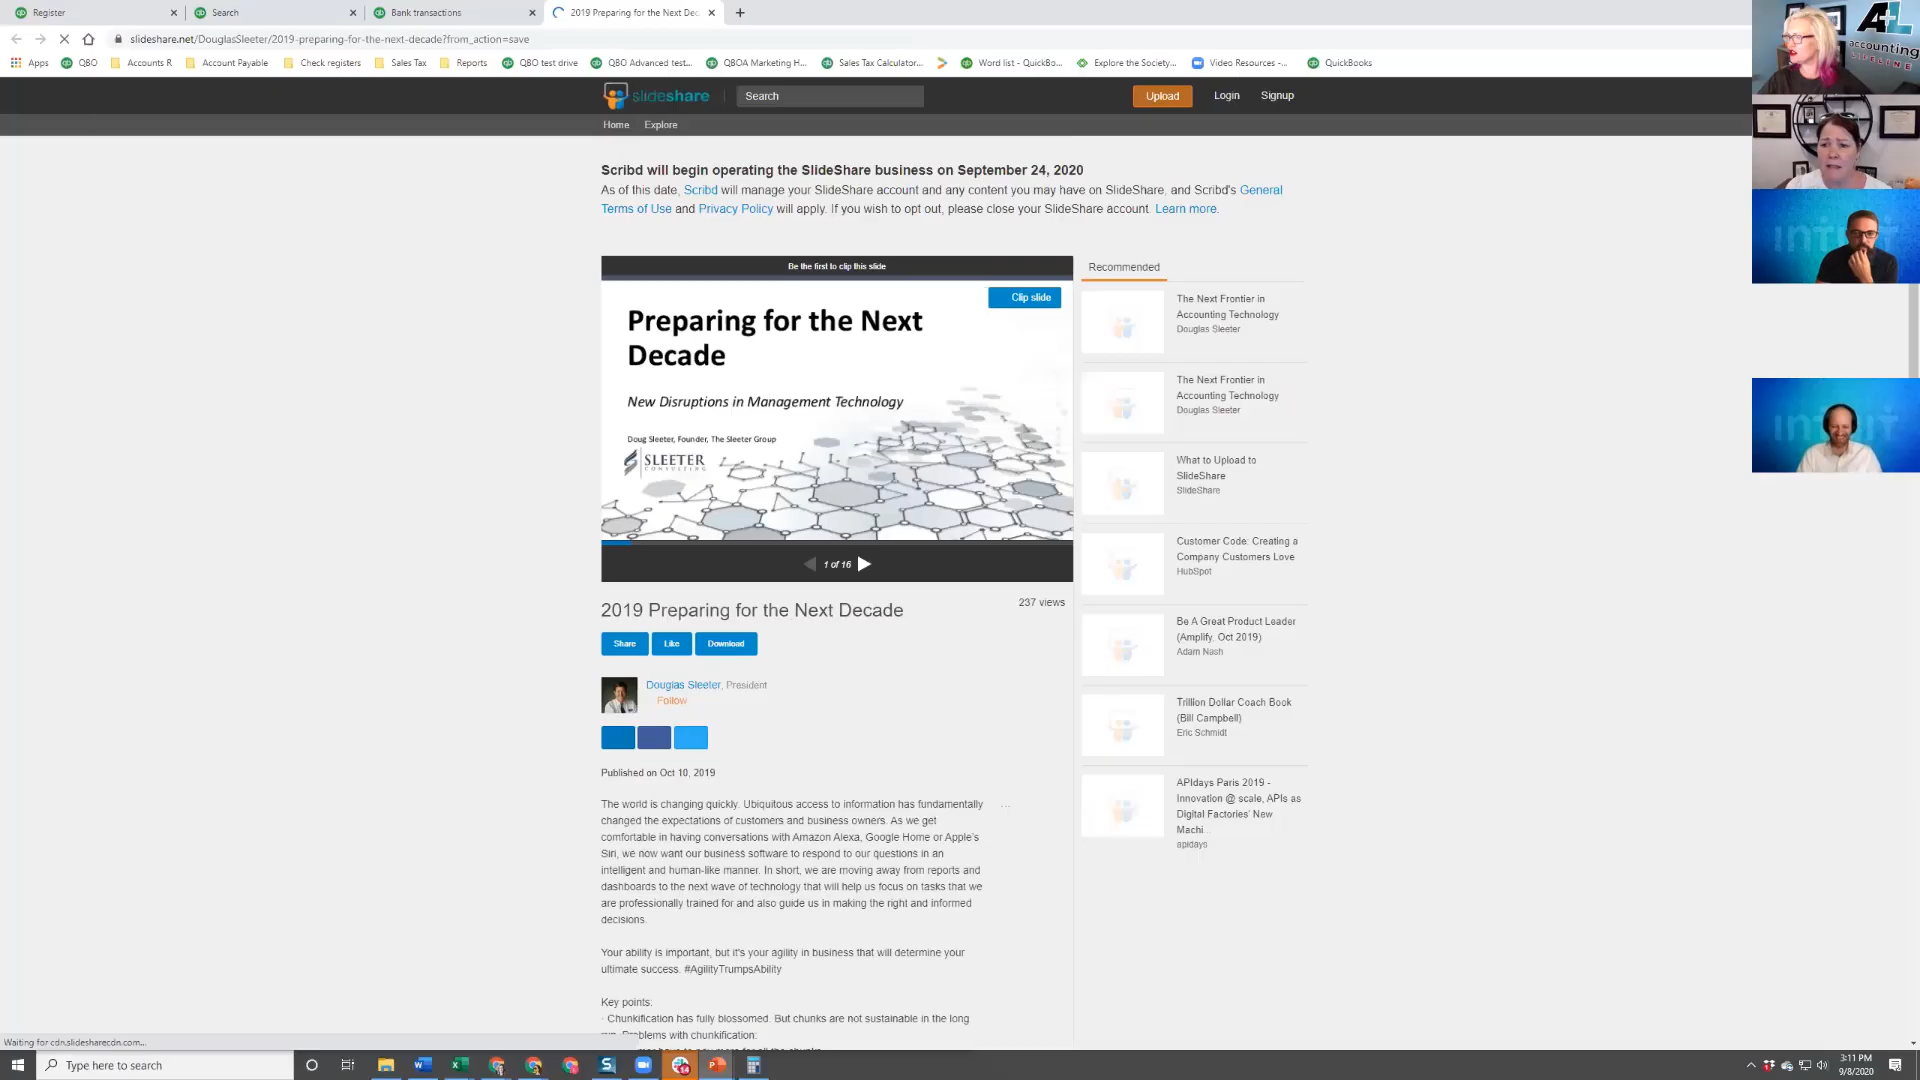 Register
Search
Bank transactions
2019 Preparing for the Next Dec
slideshare.net/DouglasSleeter/2019-preparing-for-the-next-decade?from_action=save
Apps
QBO
Accounts R
Account Payable
Check registers
Sales Tax
Reports
QBO test drive
QBO Advanced test...
QBOA Marketing H...
Sales Tax Calculator...
Word list - QuickBo...
Explore the Society...
Video Resources -...
QuickBooks
slideshare
Search
Upload
Login
Signup
Home
Explore
Scribd will begin operating the SlideShare business on September 24, 2020
As of this date, Scribd will manage your SlideShare account and any content you may have on SlideShare, and Scribd's General
Terms of Use and Privacy Policy will apply. If you wish to opt out, please close your SlideShare account. Learn more.
Be the first to clip this slide
Clip slide
Preparing for the Next
Decade
New Disruptions in Management Technology
Doug Sleeter, Founder, The Sleeter Group
SLEETER
CONSULTING
1 of 16
2019 Preparing for the Next Decade
237 views
Share
Like
Download
Douglas Sleeter, President
Follow
Published on Oct 10, 2019
The world is changing quickly. Ubiquitous access to information has fundamentally
changed the expectations of customers and business owners. As we get
comfortable in having conversations with Amazon Alexa, Google Home or Apple's
Siri, we now want our business software to respond to our questions in an
intelligent and human-like manner. In short, we are moving away from reports and
dashboards to the next wave of technology that will help us focus on tasks that we
are professionally trained for and also guide us in making the right and informed
decisions.
...
Your ability is important, but it's your agility in business that will determine your
ultimate success. #AgilityTrumpsAbility
Key points:
· Chunkification has fully blossomed. But chunks are not sustainable in the long
Problems with chunkification:
Recommended
The Next Frontier in
Accounting Technology
Douglas Sleeter
The Next Frontier in
Accounting Technology
Douglas Sleeter
What to Upload to
SlideShare
SlideShare
Customer Code: Creating a
Company Customers Love
HubSpot
Be A Great Product Leader
(Amplify, Oct 2019)
Adam Nash
Trillion Dollar Coach Book
(Bill Campbell)
Eric Schmidt
APIdays Paris 2019 -
Innovation @ scale, APIs as
Digital Factories' New
Machi...
apidays
A+L
accounting
LIFELINE
Waiting for cdn.slidesharecdn.com...
Type here to search
14
3:11 PM
9/8/2020